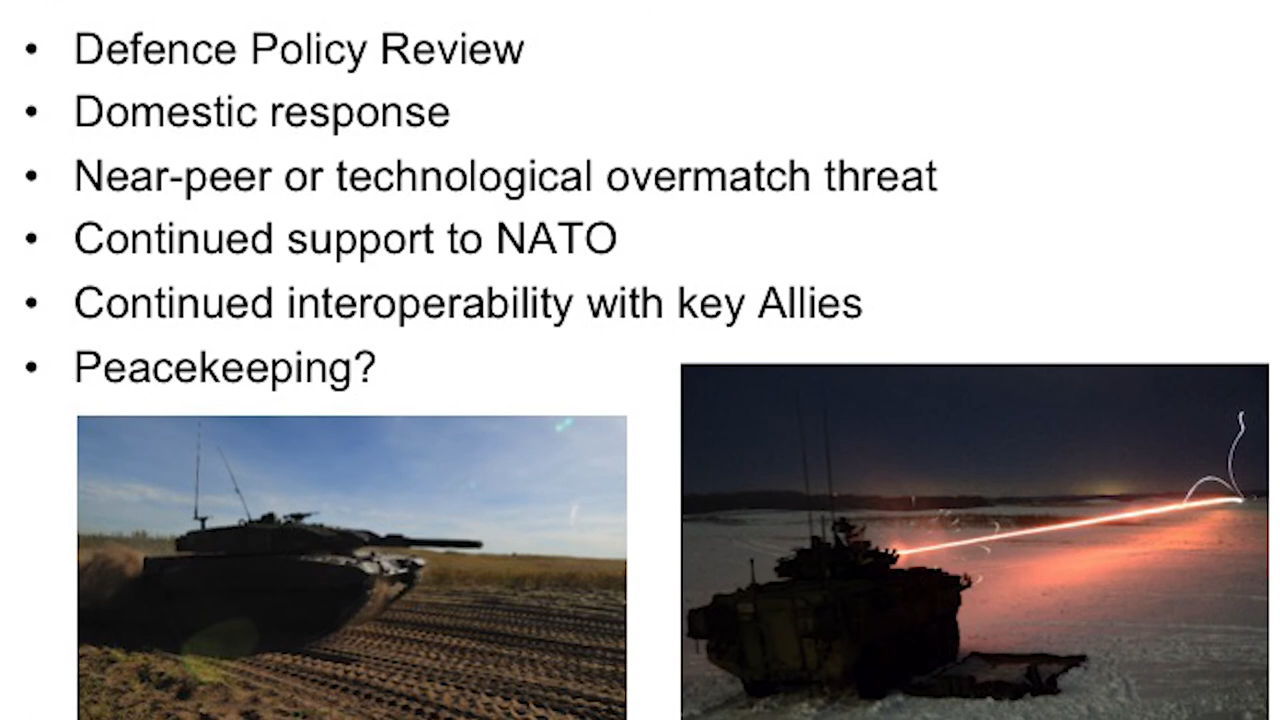 • Defence Policy Review
• Domestic response
• Near-peer or technological overmatch threat
• Continued support to NATO
• Continued interoperability with key Allies
• Peacekeeping?